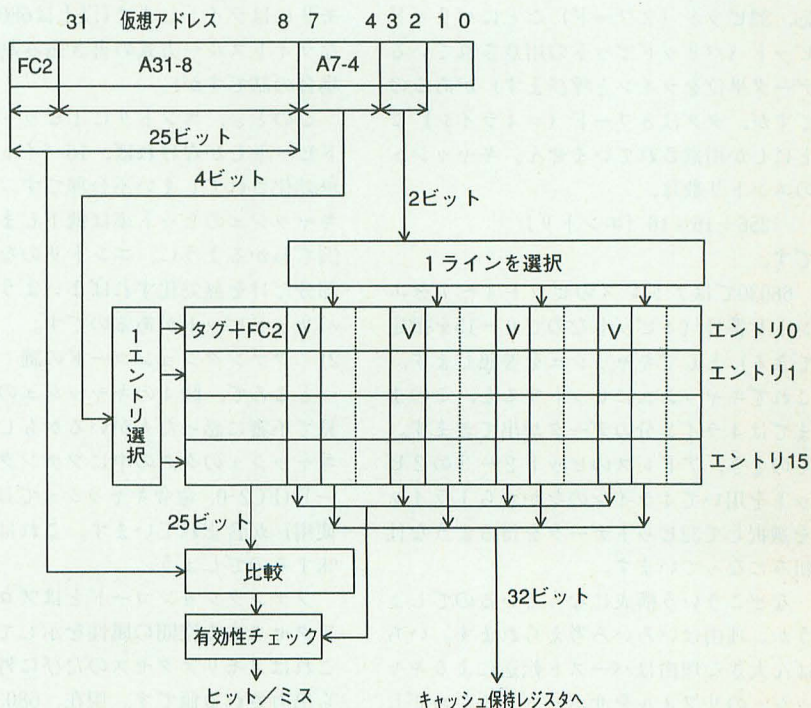 31 仮想アドレス 8 7 4 3 2 1 0
FC2 A31-8 A7-4
25ビット
4ビット
2ビット
1ラインを選択
1エントリ選択
タグ+FC2 V V V V エントリ0
エントリ1
エントリ15
25ビット
比較
32ビット
有効性チェック
ヒット/ミス
キャッシュ保持レジスタへ